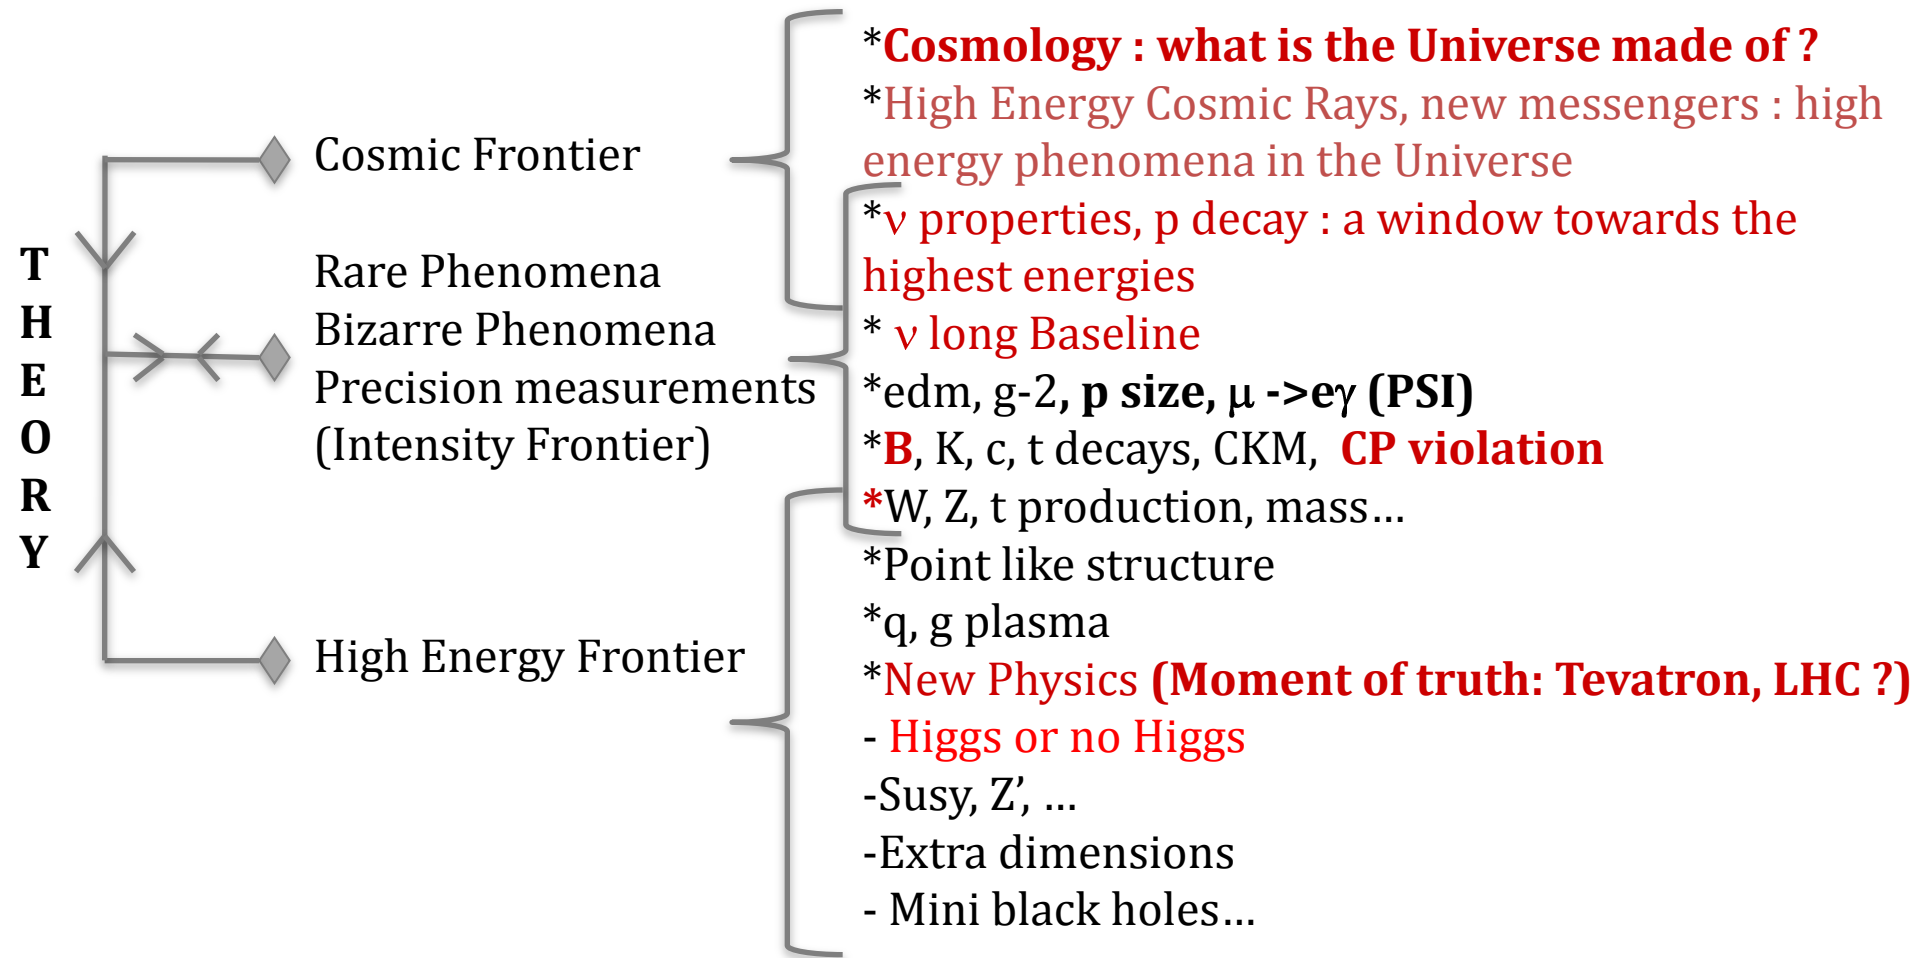 T
H
E
O
R
Y
Cosmic Frontier
Rare Phenomena
Bizarre Phenomena
Precision measurements
(Intensity Frontier)
High Energy Frontier
*Cosmology : what is the Universe made of ?
*High Energy Cosmic Rays, new messengers : high
energy phenomena in the Universe
*ν properties, p decay : a window towards the
highest energies
* ν long Baseline
*edm, g-2, p size, μ ->eγ (PSI)
*B, K, c, t decays, CKM, CP violation
*W, Z, t production, mass…
*Point like structure
*q, g plasma
*New Physics (Moment of truth: Tevatron, LHC ?)
- Higgs or no Higgs
-Susy, Z’, …
-Extra dimensions
- Mini black holes…